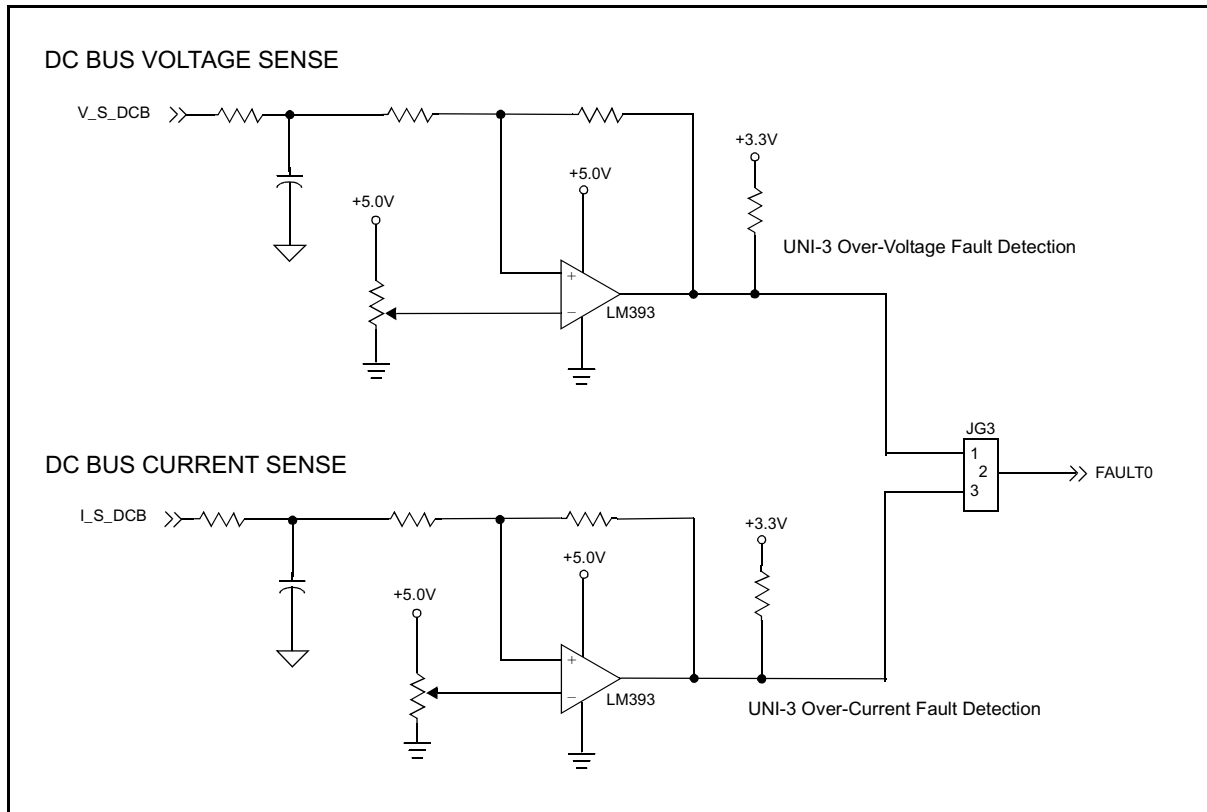 DC BUS VOLTAGE SENSE
V_S_DCB
+3.3V
+5.0V
+5.0V
UNI-3 Over-Voltage Fault Detection
+
−
LM393
JG3
1
2
3
FAULT0
DC BUS CURRENT SENSE
I_S_DCB
+3.3V
+5.0V
+5.0V
+
−
LM393
UNI-3 Over-Current Fault Detection